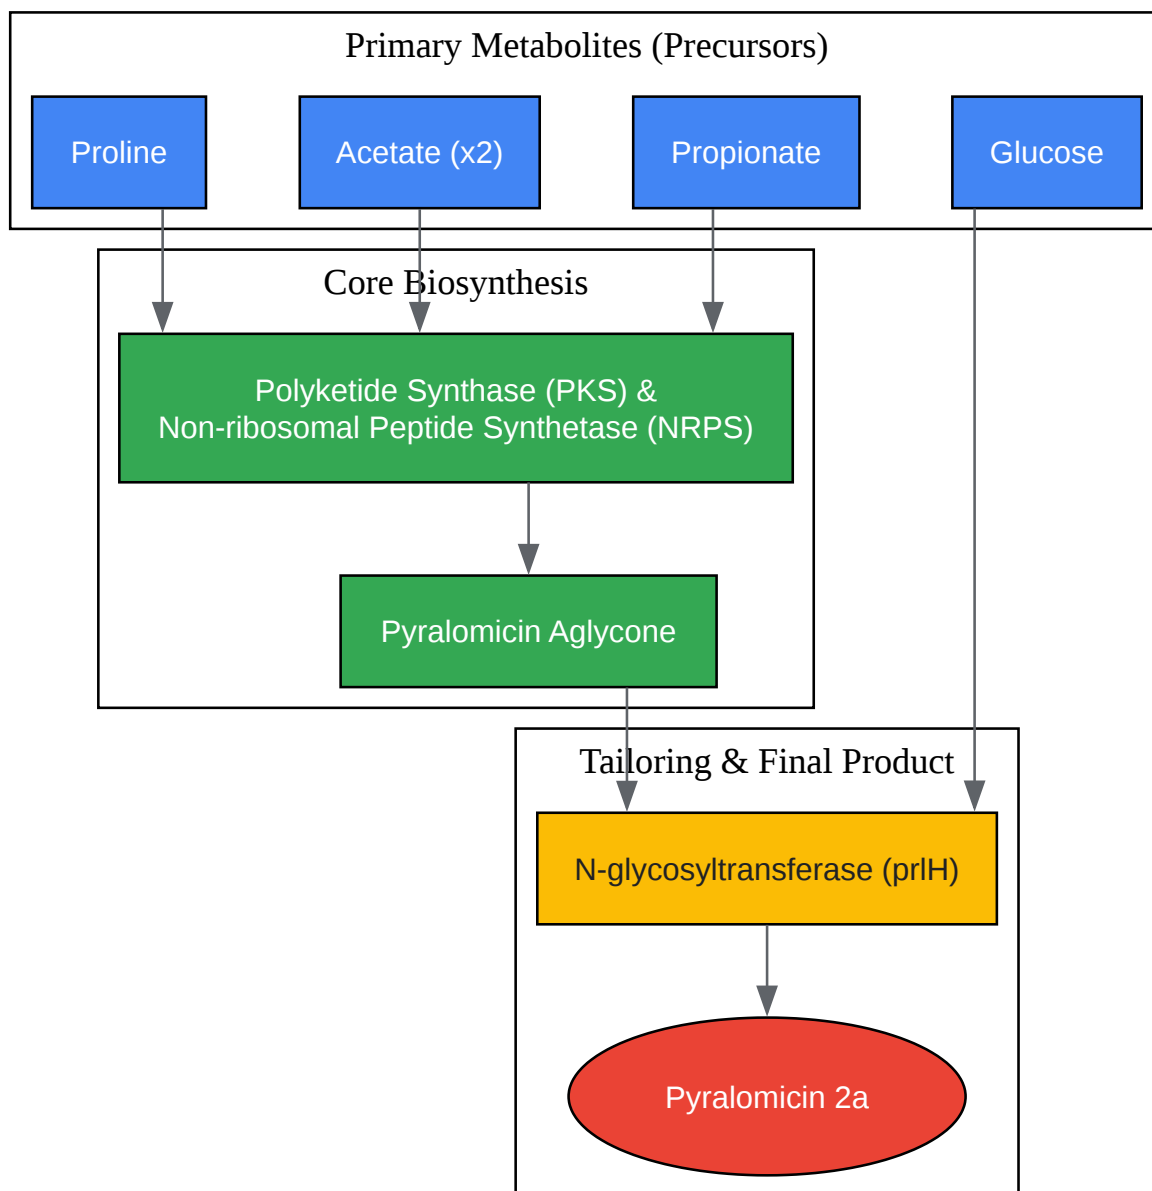 Primary Metabolites (Precursors)
Proline
Acetate (x2)
Propionate
Glucose
Core Biosynthesis
Polyketide Synthase (PKS) &
Non-ribosomal Peptide Synthetase (NRPS)
Pyralomicin Aglycone
Tailoring & Final Product
N-glycosyltransferase (prlH)
Pyralomicin 2a